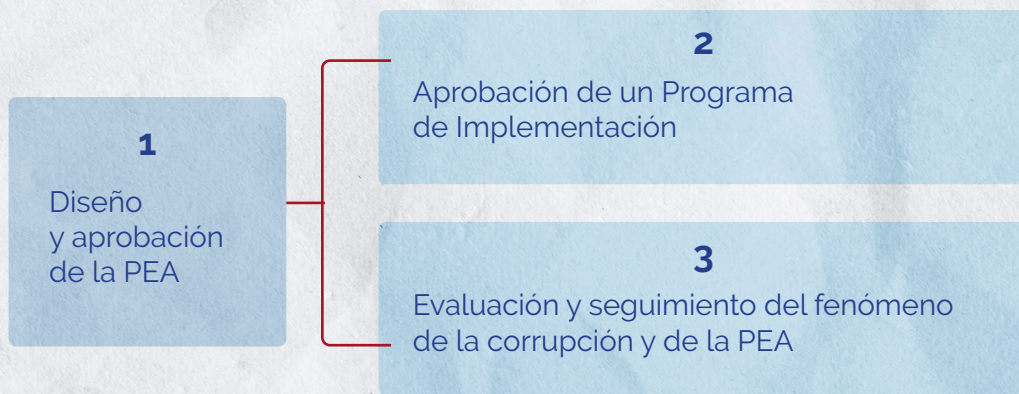 1
Diseño
y aprobación
de la PEA
2
Aprobación de un Programa
de Implementación
3
Evaluación y seguimiento del fenómeno
de la corrupción y de la PEA